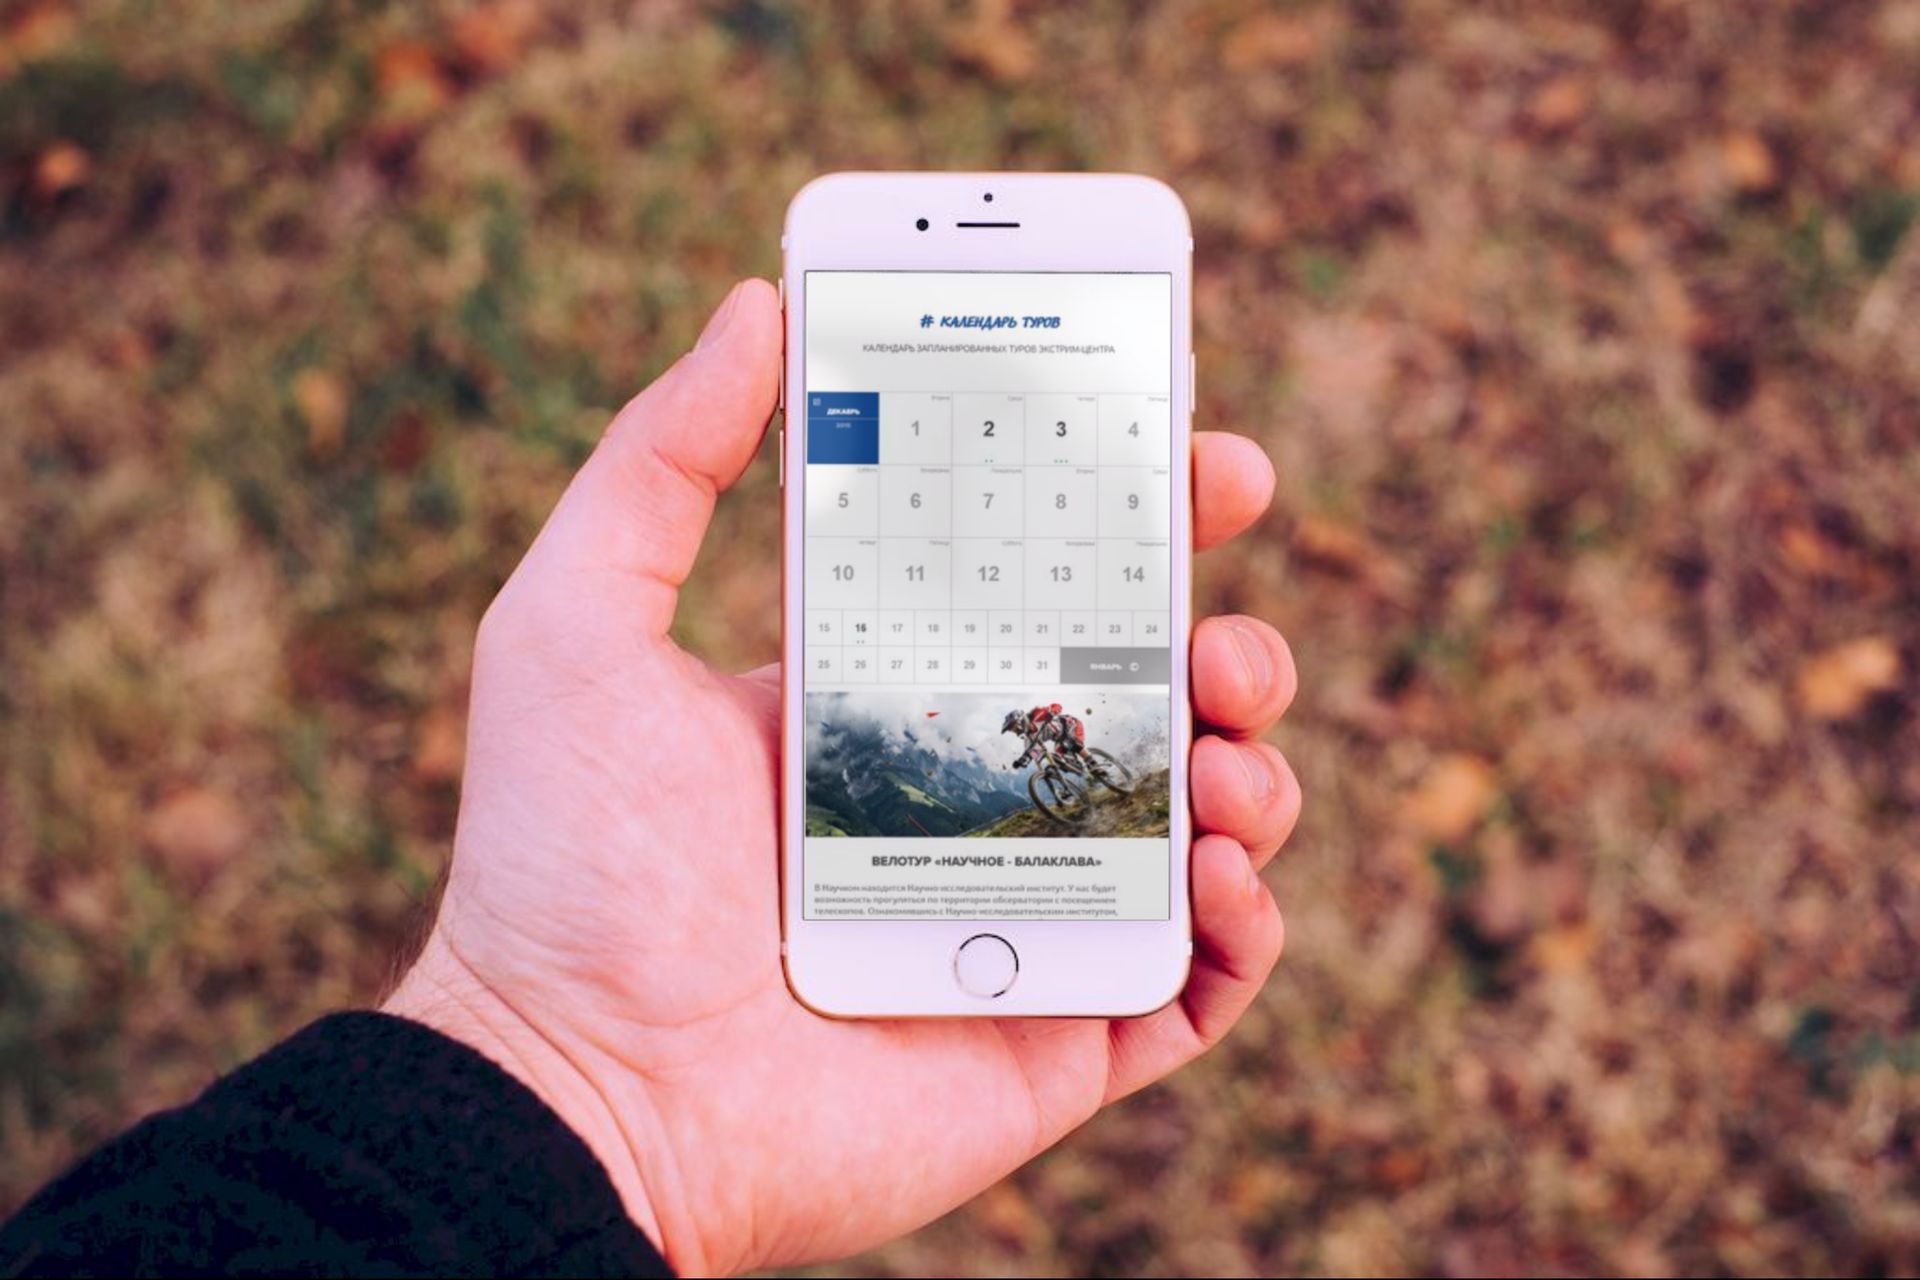 # КАЛЕНДАРЬ ТУРОВ
КАЛЕНДАРЬ ЗАПЛАНИРОВАННЫХ ТУРОВ ЭКСТРИМ-ЦЕНТРА
Вторник Среда Четверг Пятница
ДЕКАБРЬ 1 2 3 4
2015
Суббота Воскресенье Понедельник Вторник Среда
5 6 7 8 9
Четверг Пятница Суббота Воскресенье Понедельник
10 11 12 13 14
15 16 17 18 19 20 21 22 23 24
25 26 27 28 29 30 31 ЯНВАРЬ
ВЕЛОТУР «НАУЧНОЕ - БАЛАКЛАВА»
В Научном находится Научно исследовательский институт. У нас будет
возможность прогуляться по территории обсерватории с посещением
телескопов. Ознакомившись с Научно исследовательским институтом,